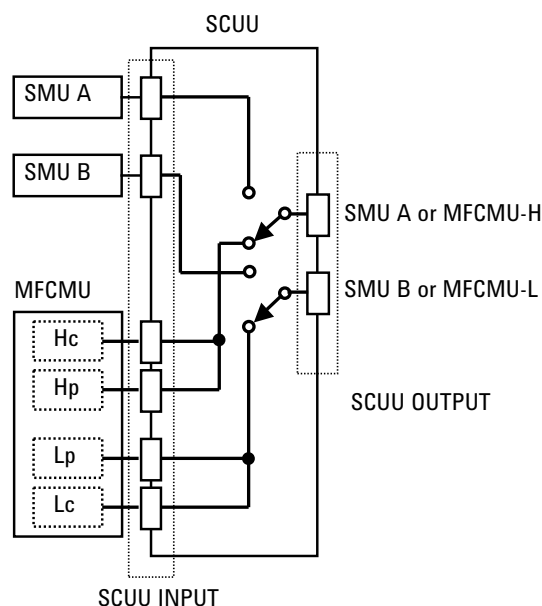 SCUU
SMU A
SMU B
SMU A or MFCMU-H
SMU B or MFCMU-L
MFCMU
Hc
Hp
SCUU OUTPUT
Lp
Lc
SCUU INPUT